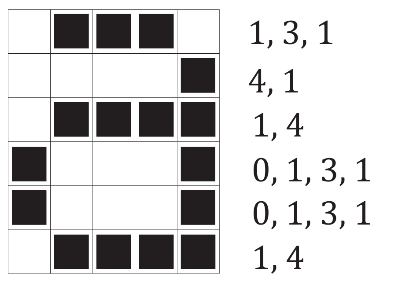 1, 3, 1
4, 1
1, 4
0, 1, 3, 1
0, 1, 3, 1
1, 4